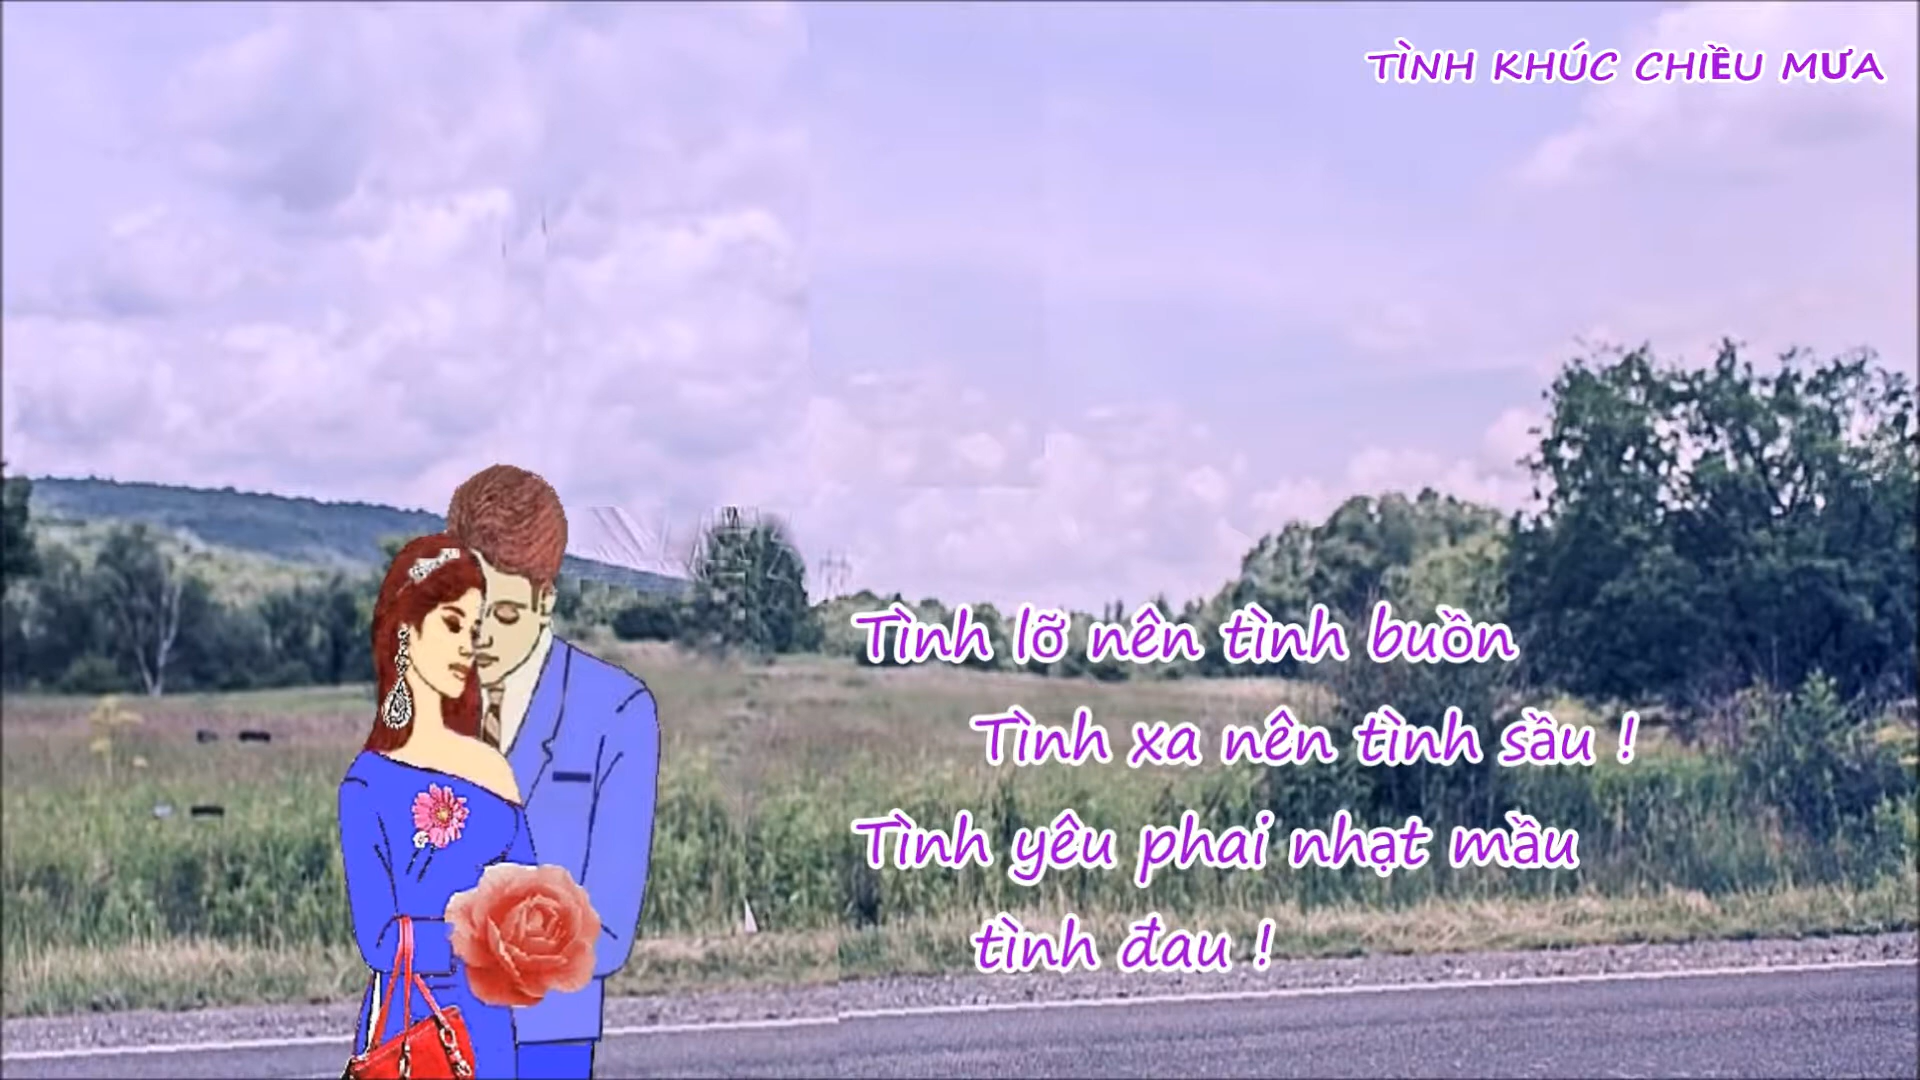 TÌNH KHÚC CHIỀU MƯA
Tình lỡ nên tình buồn
Tình xa nên tình sầu !
Tình yêu phai nhạt mầu
tình đau !